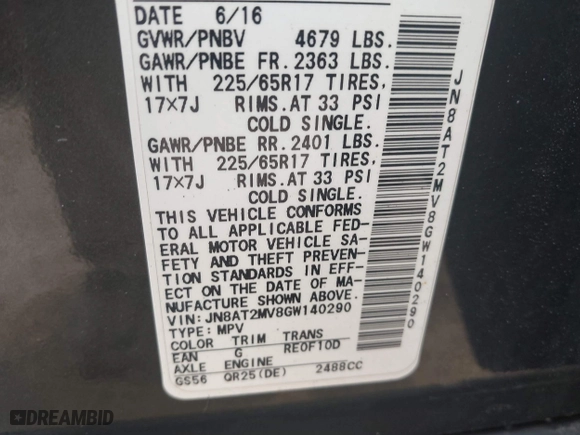 DATE 6/16
GVWR/PNBV 4679 LBS.
GAWR/PNBE FR.2363 LBS.
WITH 225/65R17 TIRES,
17×7J RIMS.AT 33 PSI
COLD SINGLE.
GAWR/PNBE RR.2401 LBS.
WITH 225/65R17 TIRES,
17×7J RIMS.AT 33 PSI
COLD SINGLE.
THIS VEHICLE CONFORMS
TO ALL APPLICABLE FED-
ERAL MOTOR VEHICLE SA-
FETY AND THEFT PREVEN-
TION STANDARDS IN EFF-
ECT ON THE DATE OF MA-
NUFACTURE SHOWN ABOVE.
VIN: JN8AT2MV8GW140290
TYPE: MPV
COLOR TRIM TRANS
EAN G RE0F10D
AXLE ENGINE
GS56 QR25(DE) 2488CC
JN8AT2MV8GW140290
DREAMBID